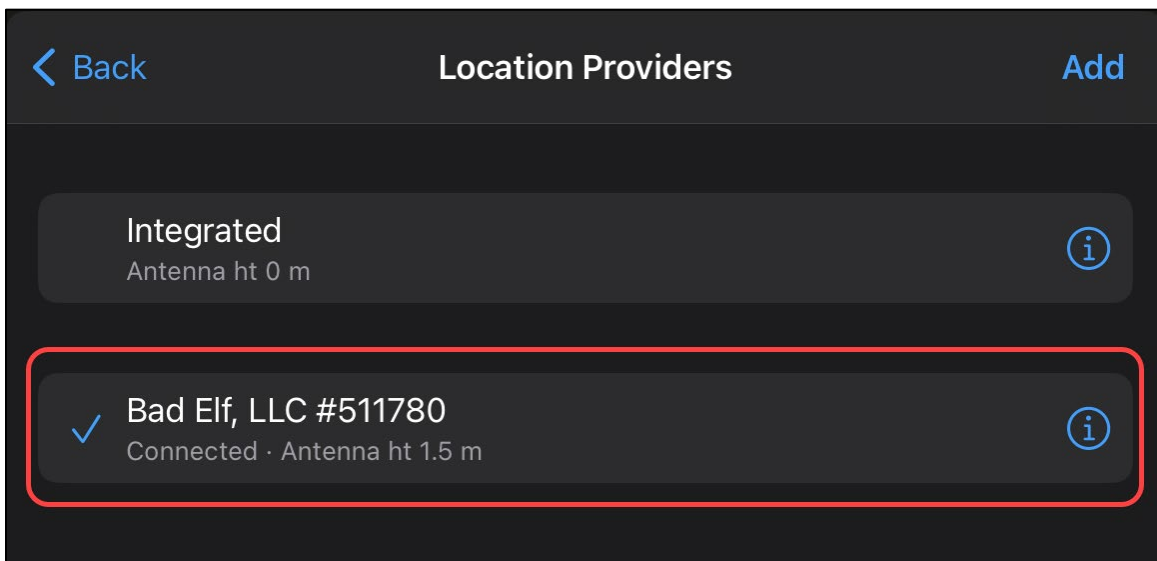 Back
Location Providers
Add
Integrated
Antenna ht 0 m
Bad Elf, LLC #511780
Connected · Antenna ht 1.5 m